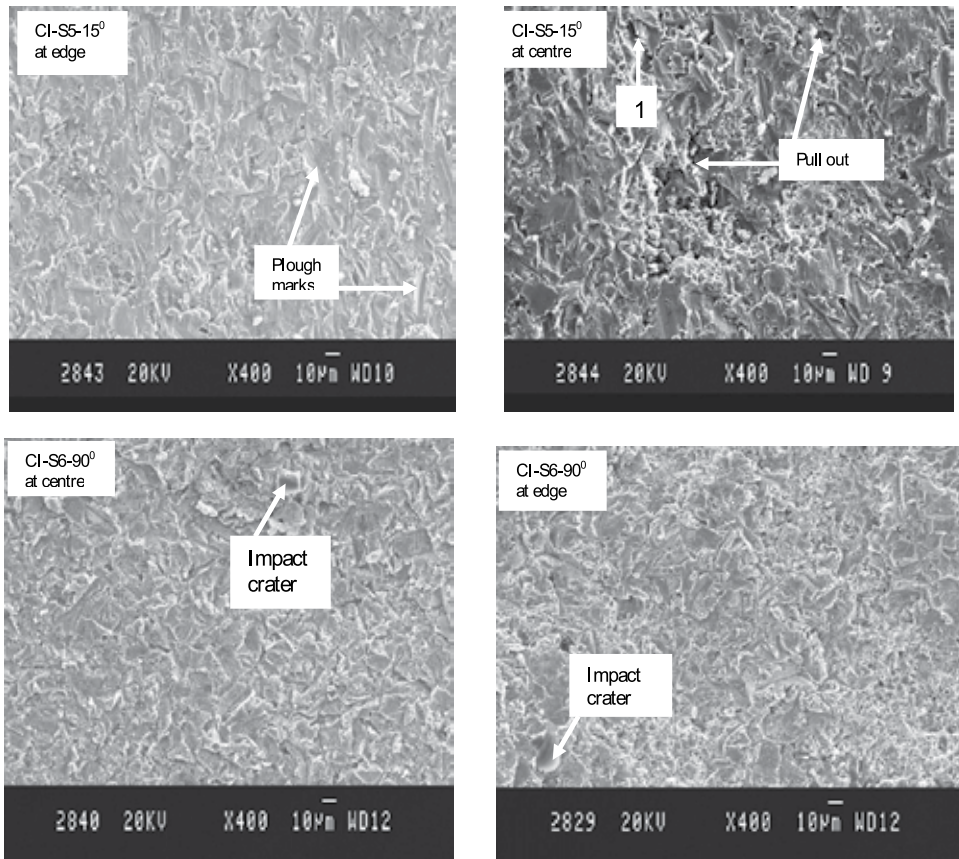 CI-S5-15⁰
at edge
Plough
marks
2843 20KV X400 10µm WD10
CI-S5-15⁰
at centre
1
Pull out
2844 20KV X400 10µm WD 9
CI-S6-90⁰
at centre
Impact
crater
2840 20KV X400 10µm WD12
CI-S6-90⁰
at edge
Impact
crater
2829 20KV X400 10µm WD12